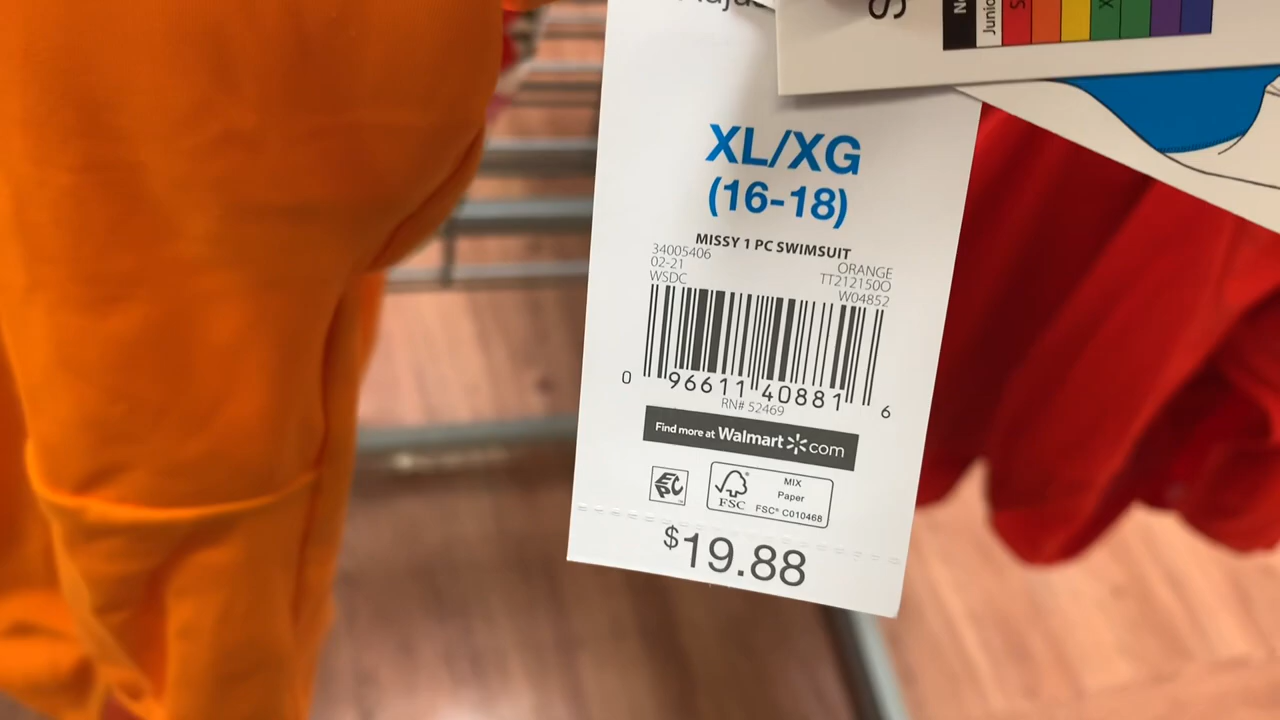 XL/XG
(16-18)
MISSY 1 PC SWIMSUIT
34005406
02-21
WSDC
ORANGE
TT212150O
W04852
0 96611 40881 6
RN# 52469
Find more at Walmart com
EPC
FSC
MIX
Paper
FSC® C010468
$19.88